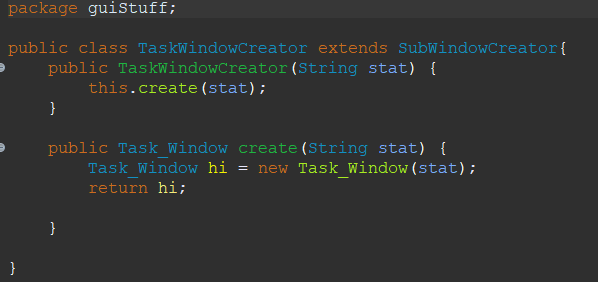 package guiStuff;
public class TaskWindowCreator extends SubWindowCreator{
    public TaskWindowCreator(String stat) {
        this.create(stat);
    }
    public Task_Window create(String stat) {
        Task_Window hi = new Task_Window(stat);
        return hi;
    }
}